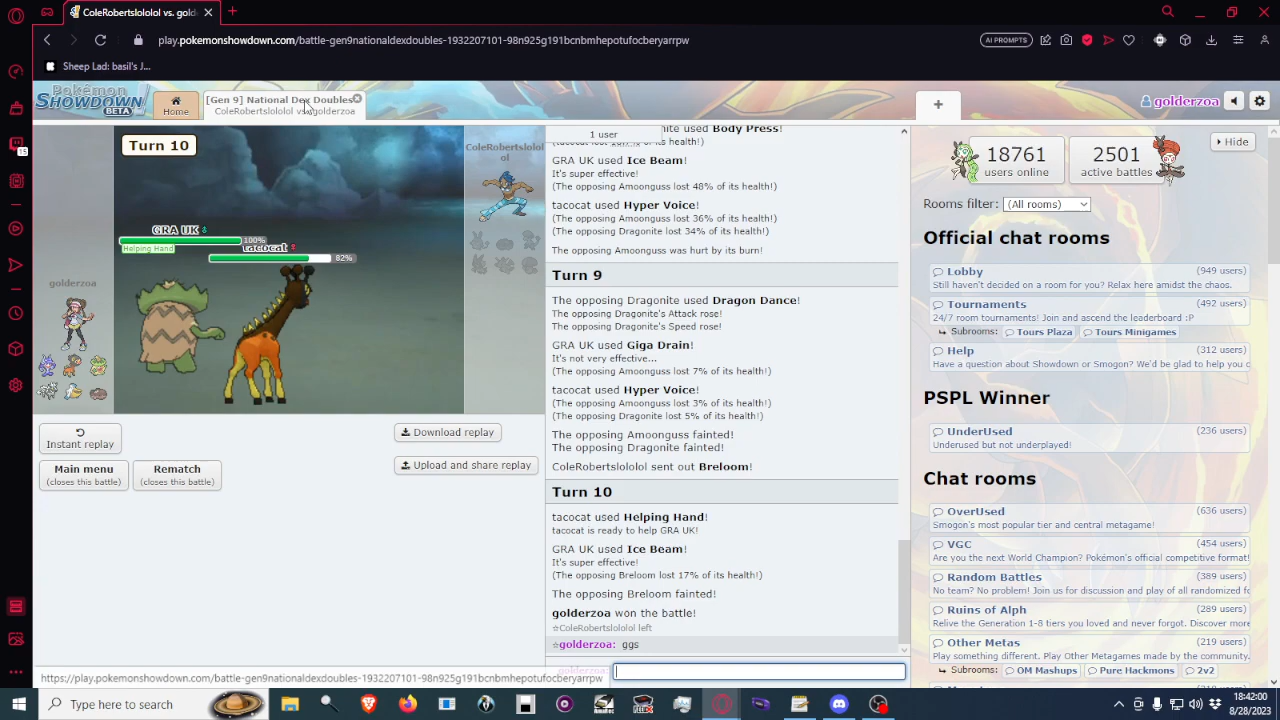 ColeRobertslololol vs. gold
play.pokemonshowdown.com/battle-gen9nationaldexdoubles-1932207101-98n925g191bcnbmhepotufocberyarrpw
AI PROMPTS
Sheep Lad: basil's J...
Pokémon
SHOWDOWN
BETA
Home
[Gen 9] National Dex Doubles
ColeRobertslololol vs. golderzoa
golderzoa
Turn 10
GRA UK
100%
Helping Hand
tacocat
82%
golderzoa
ColeRobertslolol
ol
Instant replay
Download replay
Main menu
(closes this battle)
Rematch
(closes this battle)
Upload and share replay
1 user
used Body Press!
GRA UK used Ice Beam!
It's super effective!
(The opposing Amoonguss lost 48% of its health!)
tacocat used Hyper Voice!
(The opposing Amoonguss lost 36% of its health!)
(The opposing Dragonite lost 34% of its health!)
The opposing Amoonguss was hurt by its burn!
Turn 9
The opposing Dragonite used Dragon Dance!
The opposing Dragonite's Attack rose!
The opposing Dragonite's Speed rose!
GRA UK used Giga Drain!
It's not very effective...
(The opposing Amoonguss lost 7% of its health!)
tacocat used Hyper Voice!
(The opposing Amoonguss lost 3% of its health!)
(The opposing Dragonite lost 5% of its health!)
The opposing Amoonguss fainted!
The opposing Dragonite fainted!
ColeRobertslololol sent out Breloom!
Turn 10
tacocat used Helping Hand!
tacocat is ready to help GRA UK!
GRA UK used Ice Beam!
It's super effective!
(The opposing Breloom lost 17% of its health!)
The opposing Breloom fainted!
golderzoa won the battle!
☆ColeRobertslololol left
☆golderzoa: ggs
golderzoa:
https://play.pokemonshowdown.com/battle-gen9nationaldexdoubles-1932207101-98n925g191bcnbmhepotufocberyarrpw
18761
users online
2501
active battles
Hide
Rooms filter: (All rooms)
Official chat rooms
Lobby (949 users)
Still haven't decided on a room for you? Relax here amidst the chaos.
Tournaments (492 users)
24/7 room tournaments! Join and ascend the leaderboard :P
Subrooms: Tours Plaza Tours Minigames
Help (312 users)
Have a question about Showdown or Smogon? We'd be glad to help you c
PSPL Winner
UnderUsed (236 users)
Underused but not underplayed!
Chat rooms
OverUsed (636 users)
Smogon's most popular tier and central metagame!
VGC (454 users)
Are you the next World Champion? Pokémon's official competitive format!
Random Battles (389 users)
No team? No problem! Join us for discussion and play of all randomized fo
Ruins of Alph (289 users)
Relive the Generation 1-8 tiers you loved and never forgot. Discover more
Other Metas (219 users)
Play something different. Play Other Metagames made by the community.
Subrooms: OM Mashups Pure Hackmons 2v2
15
Type here to search
18:42:00
8/28/2023